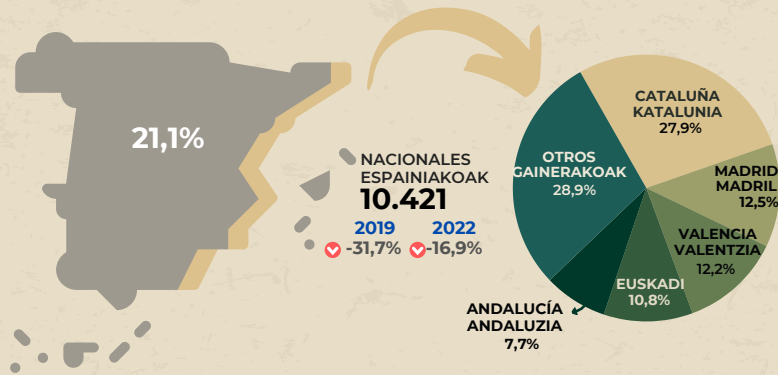 21,1%
NACIONALES
ESPAINIAKOAK
10.421
2019 2022
-31,7% -16,9%
CATALUÑA
KATALUNIA
27,9%
MADRID
MADRIL
12,5%
VALENCIA
VALENTZIA
12,2%
EUSKADI
10,8%
ANDALUCÍA
ANDALUZIA
7,7%
OTROS
GAINERAKOAK
28,9%